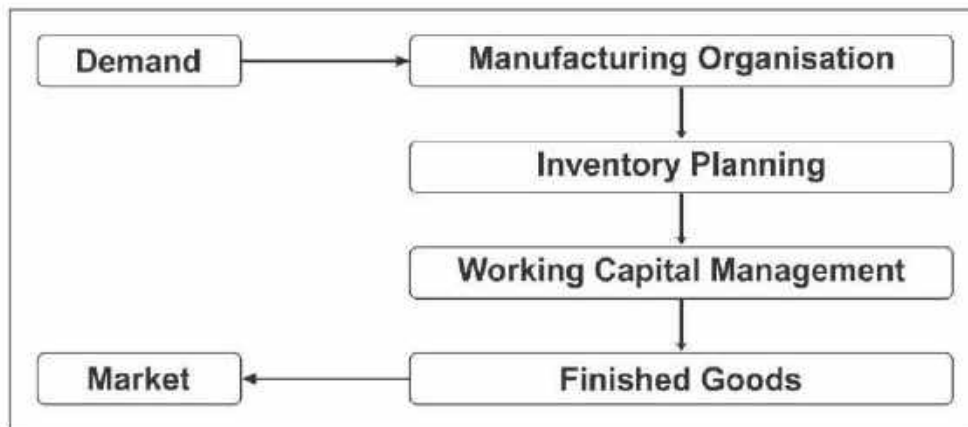 Demand
Manufacturing Organisation
Inventory Planning
Working Capital Management
Finished Goods
Market